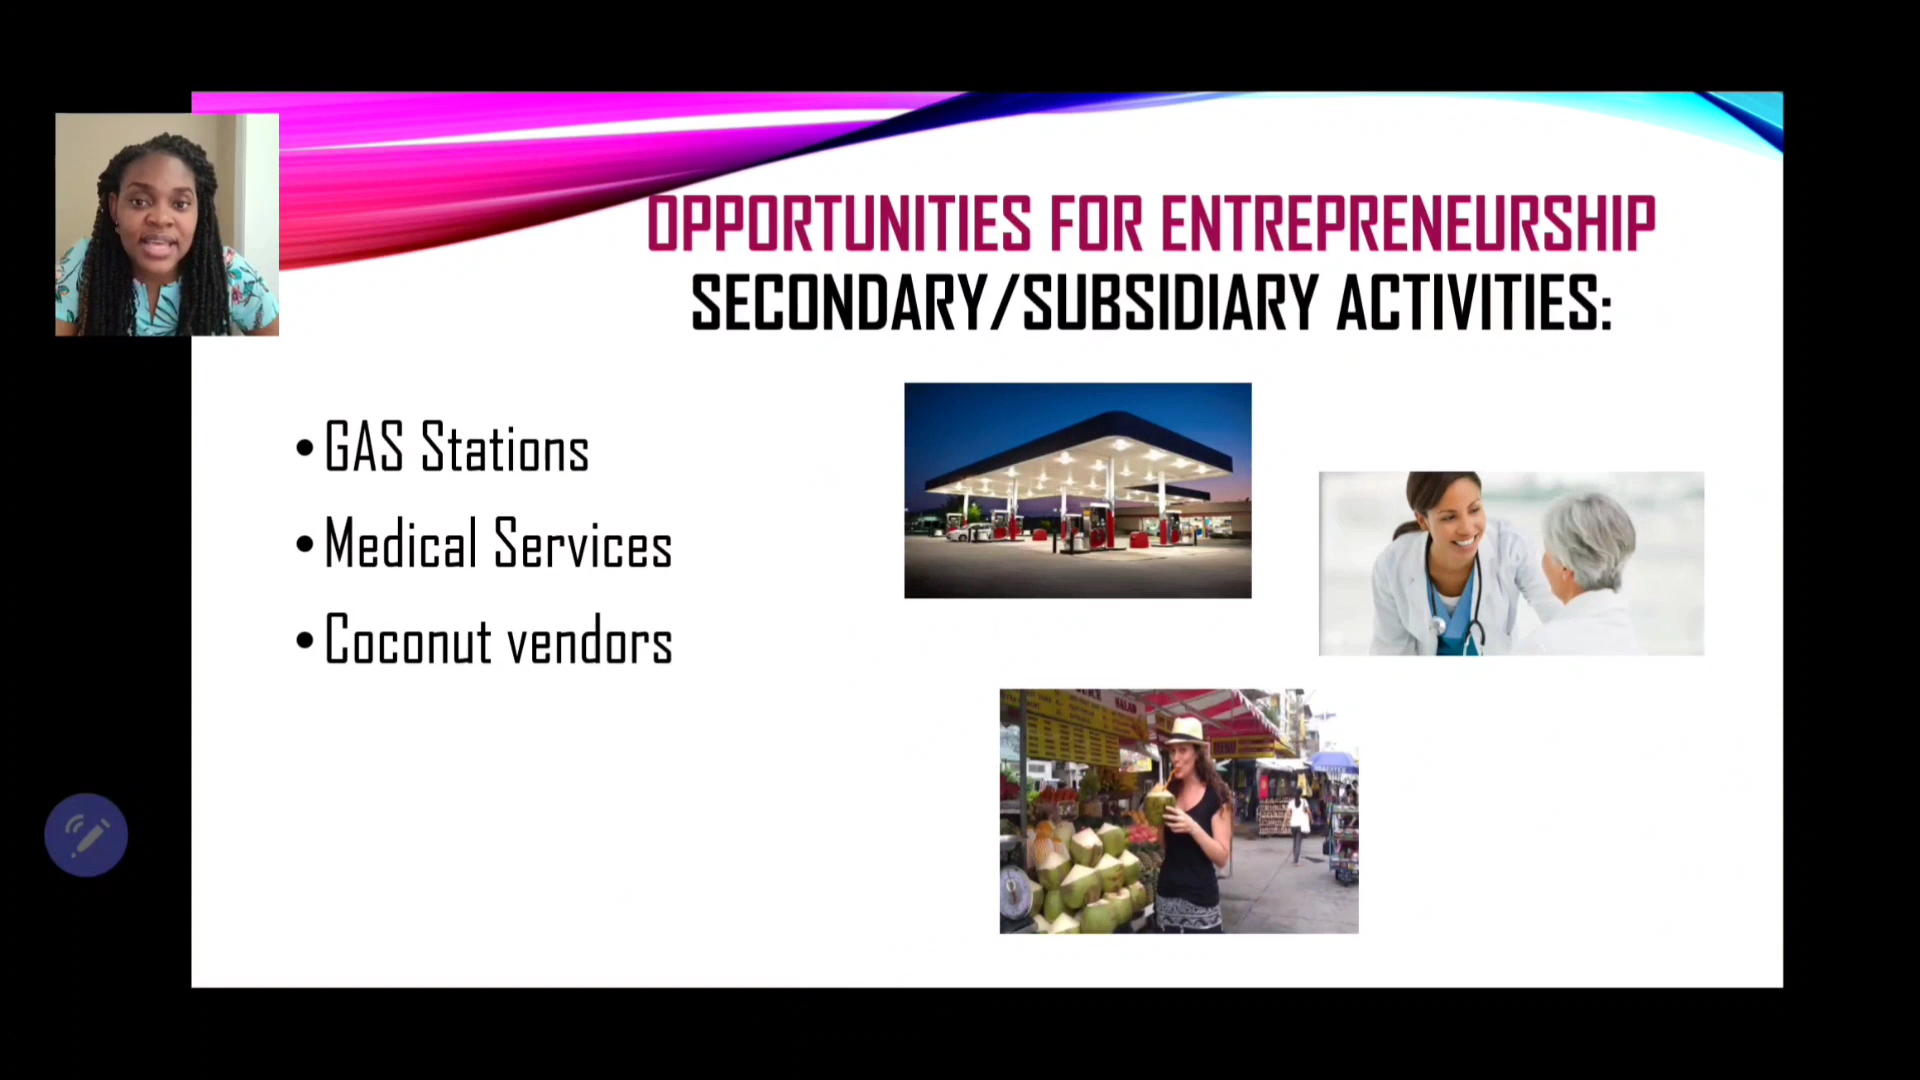 OPPORTUNITIES FOR ENTREPRENEURSHIP
SECONDARY/SUBSIDIARY ACTIVITIES:
• GAS Stations
• Medical Services
• Coconut vendors